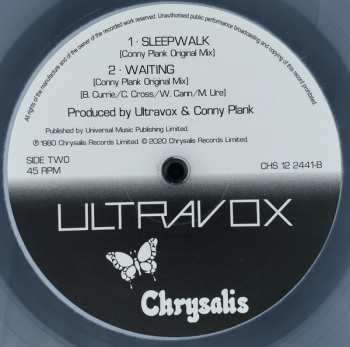 All rights of the manufacture and of the owner of the recorded work reserved. Unauthorised public performance broadcasting and copying of this record prohibited.
1 · SLEEPWALK
(Conny Plank Original Mix)
2 · WAITING
(Conny Plank Original Mix)
(B. Currie/C. Cross/W. Cann/M. Ure)
Produced by Ultravox & Conny Plank
Published by Universal Music Publishing Limited
℗ 1980 Chrysalis Records Limited. © 2020 Chrysalis Records Limited.
SIDE TWO
45 RPM
CHS 12 2441-B
ULTRAVOX
Chrysalis